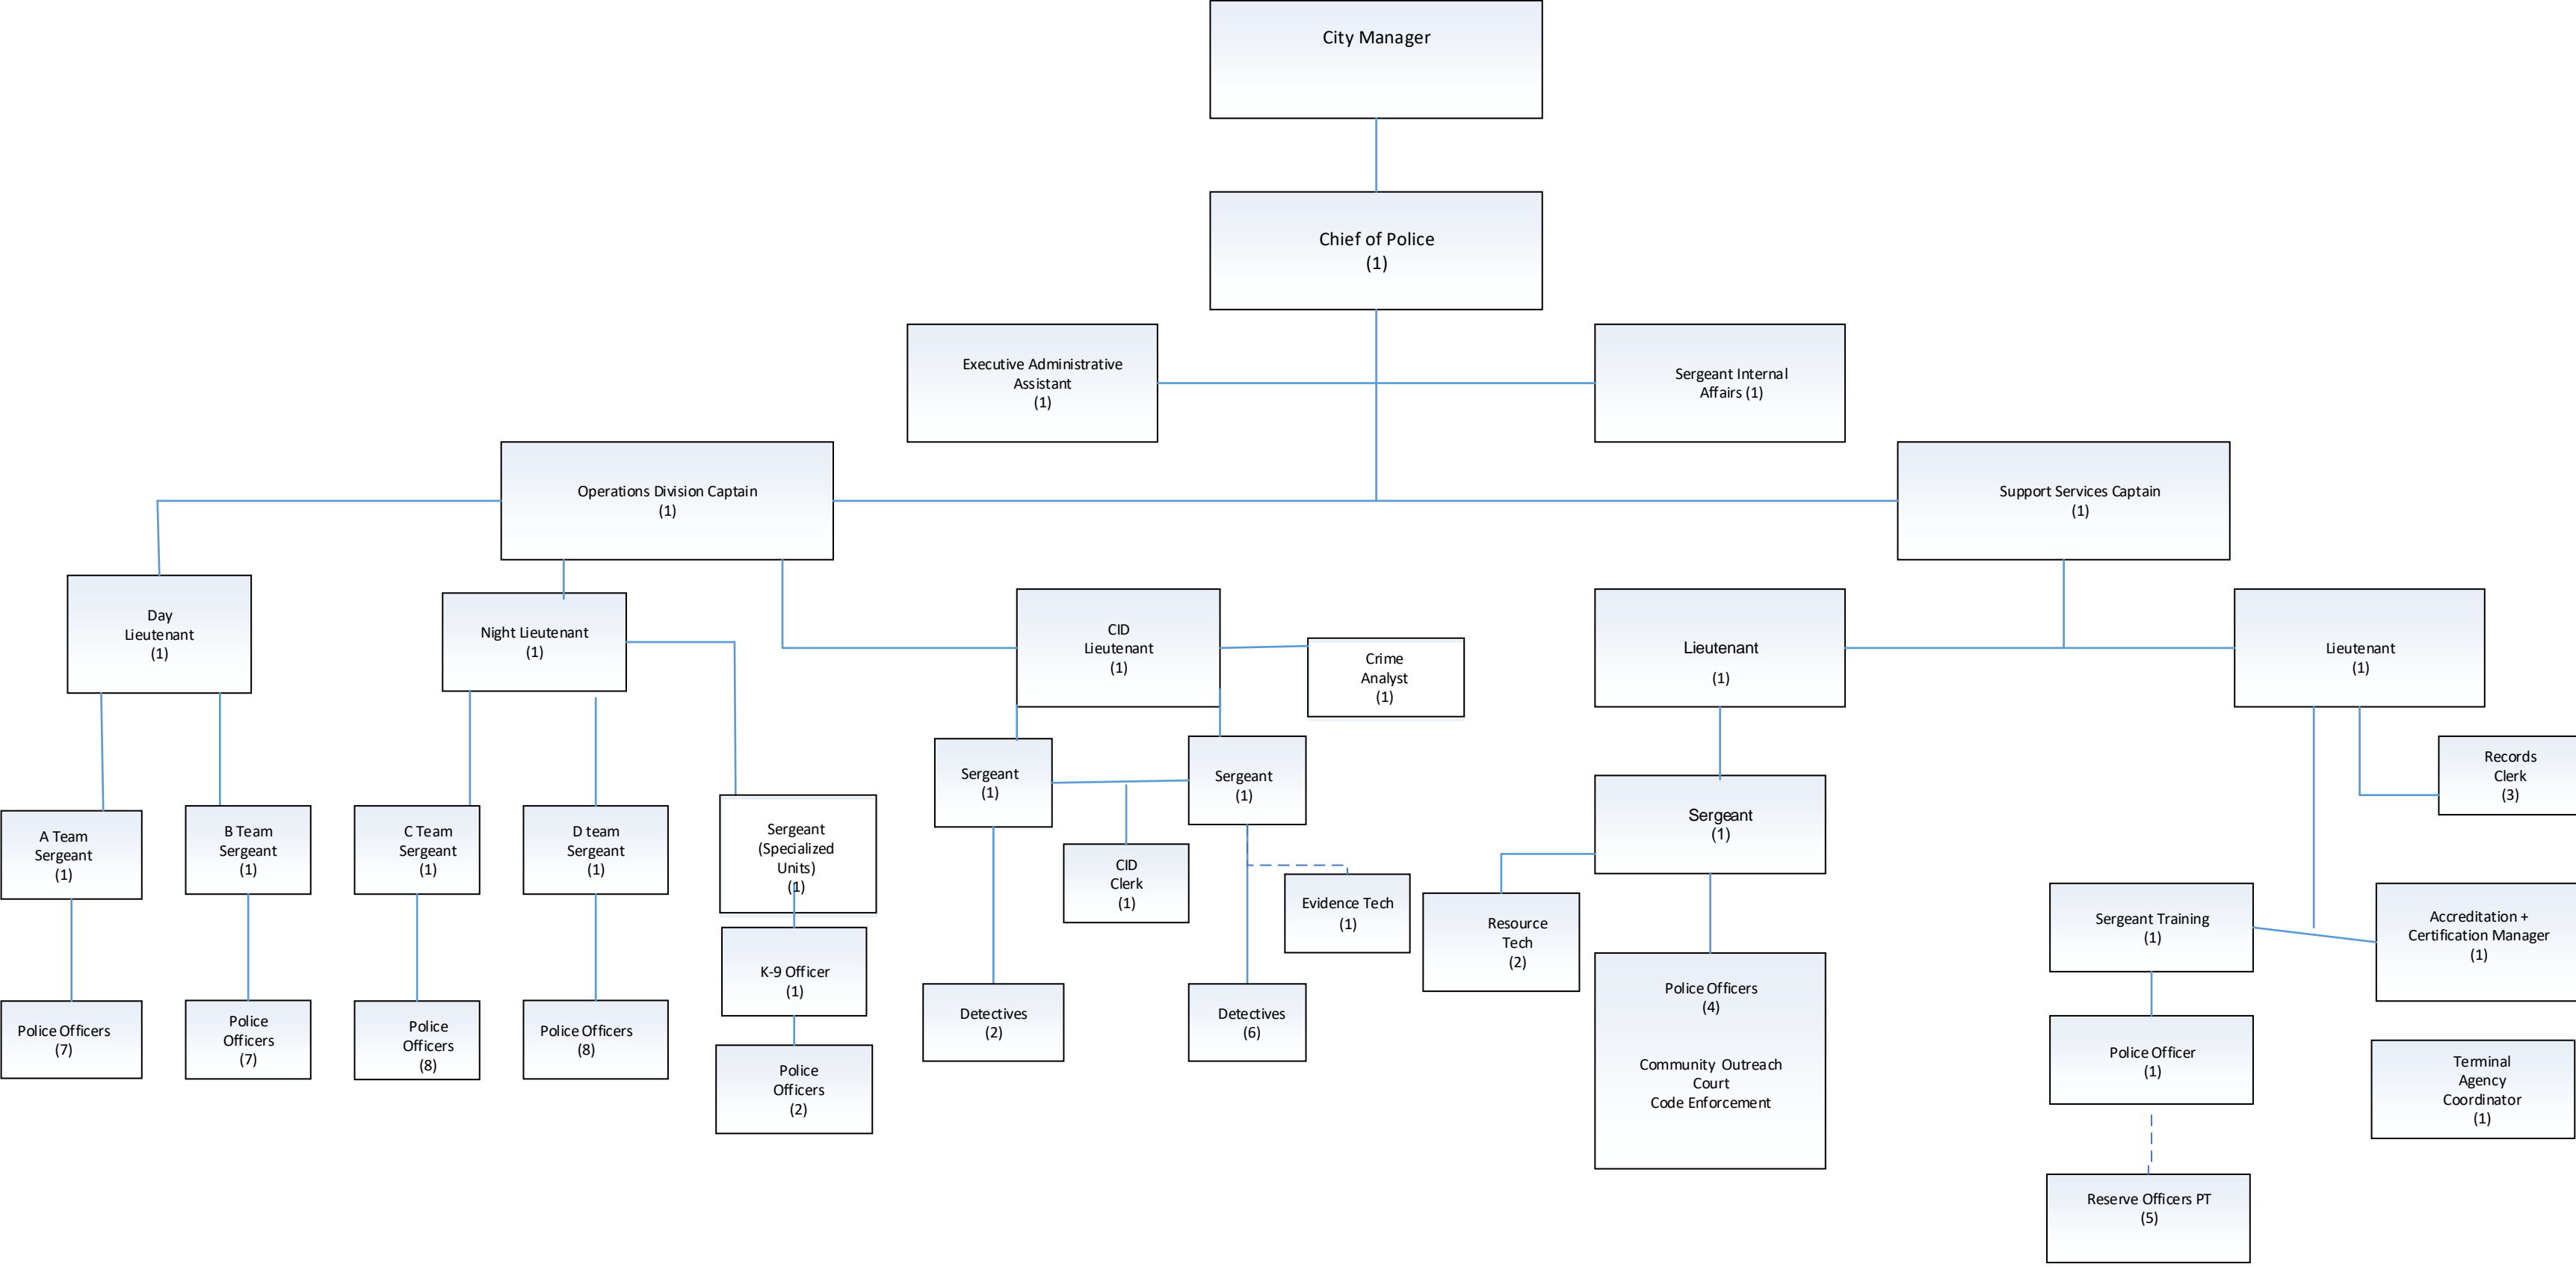 City Manager
Chief of Police
(1)
Executive Administrative
Assistant
(1)
Sergeant Internal
Affairs (1)
Operations Division Captain
(1)
Support Services Captain
(1)
Day
Lieutenant
(1)
Night Lieutenant
(1)
CID
Lieutenant
(1)
Crime
Analyst
(1)
Lieutenant
(1)
Lieutenant
(1)
Records
Clerk
(3)
Sergeant
(1)
Sergeant
(1)
Sergeant
(1)
A Team
Sergeant
(1)
B Team
Sergeant
(1)
C Team
Sergeant
(1)
D team
Sergeant
(1)
Sergeant
(Specialized
Units)
(1)
CID
Clerk
(1)
Evidence Tech
(1)
Resource
Tech
(2)
Sergeant Training
(1)
Accreditation +
Certification Manager
(1)
K-9 Officer
(1)
Police Officers
(7)
Police
Officers
(7)
Police
Officers
(8)
Police Officers
(8)
Police
Officers
(2)
Detectives
(2)
Detectives
(6)
Police Officers
(4)
Community Outreach
Court
Code Enforcement
Police Officer
(1)
Terminal
Agency
Coordinator
(1)
Reserve Officers PT
(5)